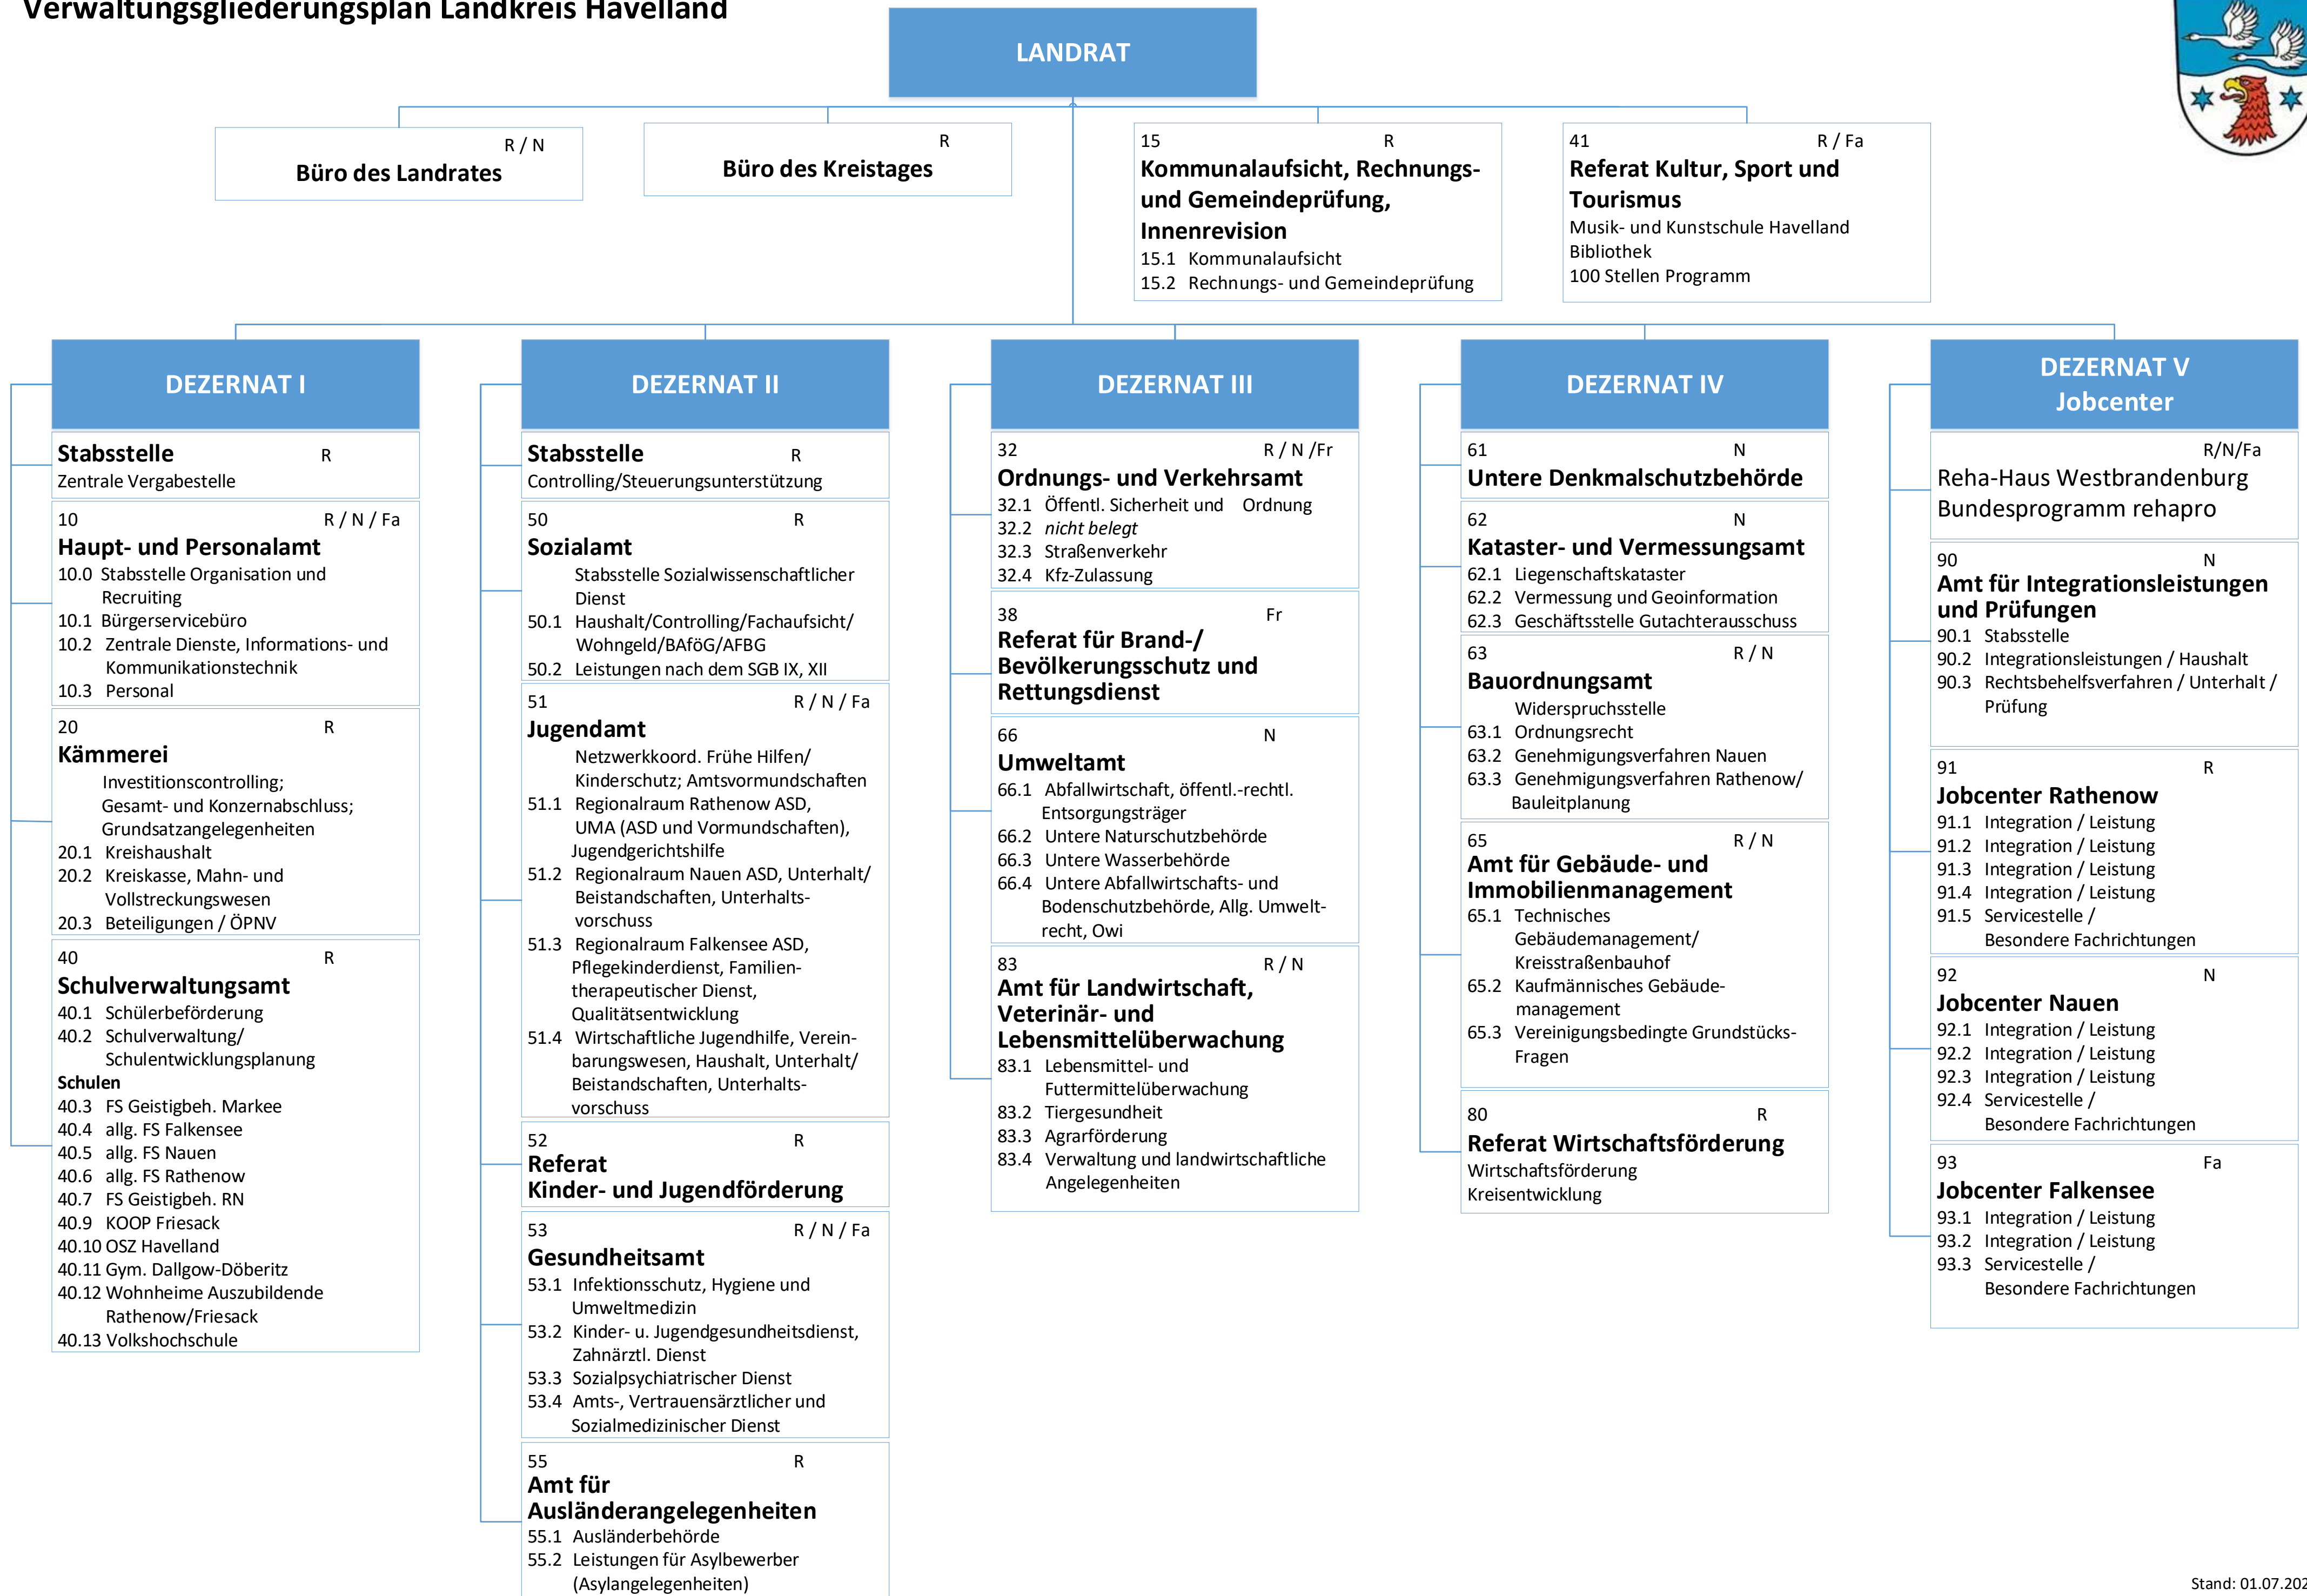 Verwaltungsgliederungsplan Landkreis Havelland
LANDRAT
R / N
Büro des Landrates
R
Büro des Kreistages
15 R
Kommunalaufsicht, Rechnungs-
und Gemeindeprüfung,
Innenrevision
15.1 Kommunalaufsicht
15.2 Rechnungs- und Gemeindeprüfung
41 R / Fa
Referat Kultur, Sport und
Tourismus
Musik- und Kunstschule Havelland
Bibliothek
100 Stellen Programm
DEZERNAT I
Stabsstelle R
Zentrale Vergabestelle
10 R / N / Fa
Haupt- und Personalamt
10.0 Stabsstelle Organisation und
Recruiting
10.1 Bürgerservicebüro
10.2 Zentrale Dienste, Informations- und
Kommunikationstechnik
10.3 Personal
20 R
Kämmerei
Investitionscontrolling;
Gesamt- und Konzernabschluss;
Grundsatzangelegenheiten
20.1 Kreishaushalt
20.2 Kreiskasse, Mahn- und
Vollstreckungswesen
20.3 Beteiligungen / ÖPNV
40 R
Schulverwaltungsamt
40.1 Schülerbeförderung
40.2 Schulverwaltung/
Schulentwicklungsplanung
Schulen
40.3 FS Geistigbeh. Markee
40.4 allg. FS Falkensee
40.5 allg. FS Nauen
40.6 allg. FS Rathenow
40.7 FS Geistigbeh. RN
40.9 KOOP Friesack
40.10 OSZ Havelland
40.11 Gym. Dallgow-Döberitz
40.12 Wohnheime Auszubildende
Rathenow/Friesack
40.13 Volkshochschule
DEZERNAT II
Stabsstelle R
Controlling/Steuerungsunterstützung
50 R
Sozialamt
Stabsstelle Sozialwissenschaftlicher
Dienst
50.1 Haushalt/Controlling/Fachaufsicht/
Wohngeld/BAföG/AFBG
50.2 Leistungen nach dem SGB IX, XII
51 R / N / Fa
Jugendamt
Netzwerkkoord. Frühe Hilfen/
Kinderschutz; Amtsvormundschaften
51.1 Regionalraum Rathenow ASD,
UMA (ASD und Vormundschaften),
Jugendgerichtshilfe
51.2 Regionalraum Nauen ASD, Unterhalt/
Beistandschaften, Unterhalts-
vorschuss
51.3 Regionalraum Falkensee ASD,
Pflegekinderdienst, Familien-
therapeutischer Dienst,
Qualitätsentwicklung
51.4 Wirtschaftliche Jugendhilfe, Verein-
barungswesen, Haushalt, Unterhalt/
Beistandschaften, Unterhalts-
vorschuss
52 R
Referat
Kinder- und Jugendförderung
53 R / N / Fa
Gesundheitsamt
53.1 Infektionsschutz, Hygiene und
Umweltmedizin
53.2 Kinder- u. Jugendgesundheitsdienst,
Zahnärztl. Dienst
53.3 Sozialpsychiatrischer Dienst
53.4 Amts-, Vertrauensärztlicher und
Sozialmedizinischer Dienst
55 R
Amt für
Ausländerangelegenheiten
55.1 Ausländerbehörde
55.2 Leistungen für Asylbewerber
(Asylangelegenheiten)
DEZERNAT III
32 R / N /Fr
Ordnungs- und Verkehrsamt
32.1 Öffentl. Sicherheit und Ordnung
32.2 nicht belegt
32.3 Straßenverkehr
32.4 Kfz-Zulassung
38 Fr
Referat für Brand-/
Bevölkerungsschutz und
Rettungsdienst
66 N
Umweltamt
66.1 Abfallwirtschaft, öffentl.-rechtl.
Entsorgungsträger
66.2 Untere Naturschutzbehörde
66.3 Untere Wasserbehörde
66.4 Untere Abfallwirtschafts- und
Bodenschutzbehörde, Allg. Umwelt-
recht, Owi
83 R / N
Amt für Landwirtschaft,
Veterinär- und
Lebensmittelüberwachung
83.1 Lebensmittel- und
Futtermittelüberwachung
83.2 Tiergesundheit
83.3 Agrarförderung
83.4 Verwaltung und landwirtschaftliche
Angelegenheiten
DEZERNAT IV
61 N
Untere Denkmalschutzbehörde
62 N
Kataster- und Vermessungsamt
62.1 Liegenschaftskataster
62.2 Vermessung und Geoinformation
62.3 Geschäftsstelle Gutachterausschuss
63 R / N
Bauordnungsamt
Widerspruchsstelle
63.1 Ordnungsrecht
63.2 Genehmigungsverfahren Nauen
63.3 Genehmigungsverfahren Rathenow/
Bauleitplanung
65 R / N
Amt für Gebäude- und
Immobilienmanagement
65.1 Technisches
Gebäudemanagement/
Kreisstraßenbauhof
65.2 Kaufmännisches Gebäude-
management
65.3 Vereinigungsbedingte Grundstücks-
Fragen
80 R
Referat Wirtschaftsförderung
Wirtschaftsförderung
Kreisentwicklung
DEZERNAT V
Jobcenter
R/N/Fa
Reha-Haus Westbrandenburg
Bundesprogramm rehapro
90 N
Amt für Integrationsleistungen
und Prüfungen
90.1 Stabsstelle
90.2 Integrationsleistungen / Haushalt
90.3 Rechtsbehelfsverfahren / Unterhalt /
Prüfung
91 R
Jobcenter Rathenow
91.1 Integration / Leistung
91.2 Integration / Leistung
91.3 Integration / Leistung
91.4 Integration / Leistung
91.5 Servicestelle /
Besondere Fachrichtungen
92 N
Jobcenter Nauen
92.1 Integration / Leistung
92.2 Integration / Leistung
92.3 Integration / Leistung
92.4 Servicestelle /
Besondere Fachrichtungen
93 Fa
Jobcenter Falkensee
93.1 Integration / Leistung
93.2 Integration / Leistung
93.3 Servicestelle /
Besondere Fachrichtungen
Stand: 01.07.202